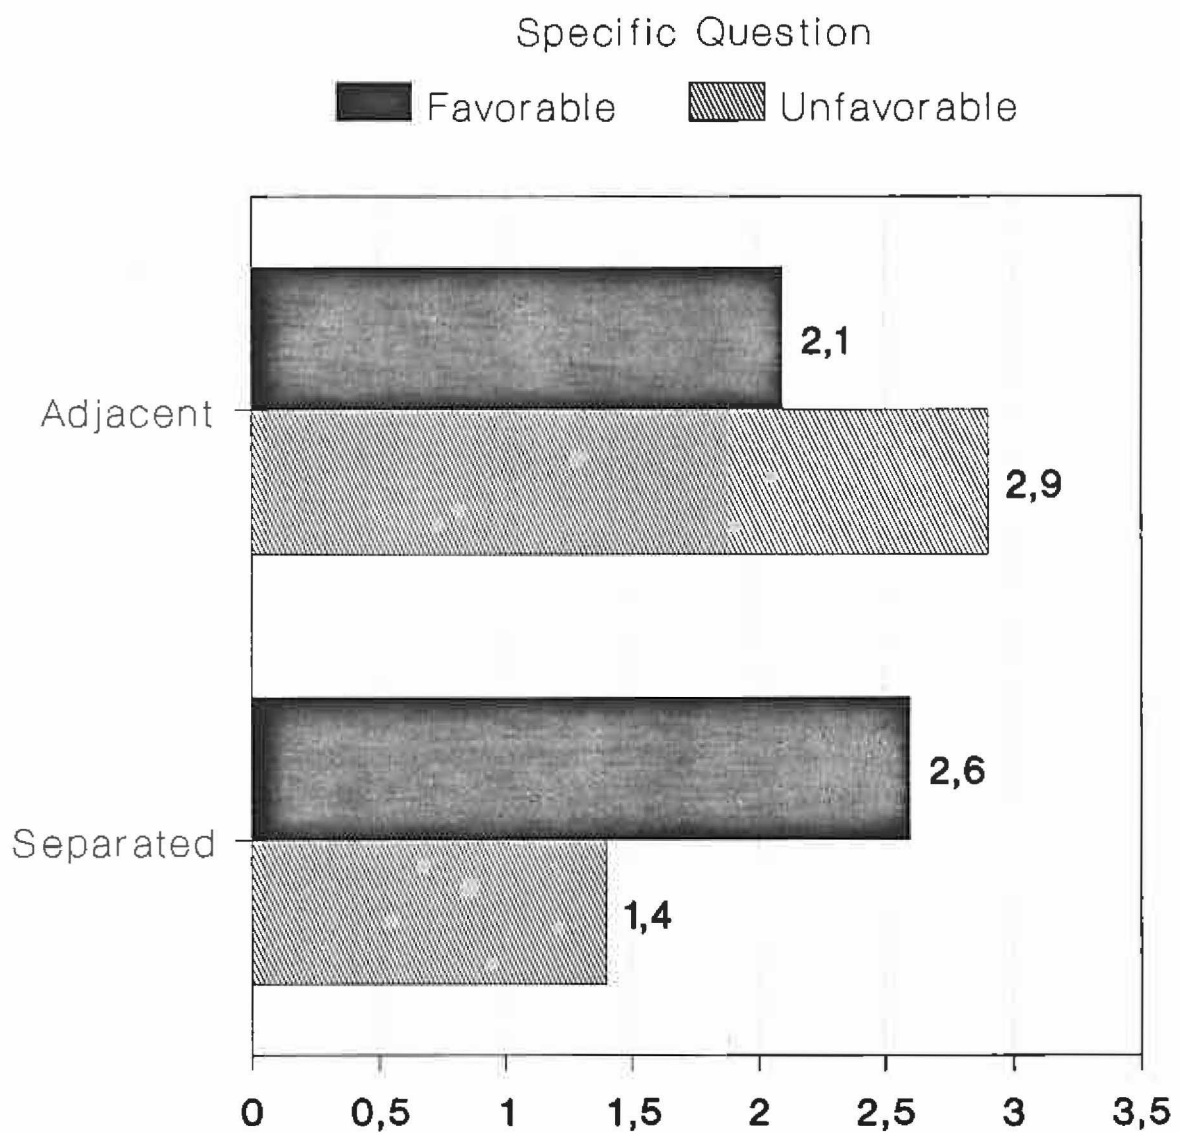 Specific Question
Favorable Unfavorable
2,1
Adjacent
2,9
2,6
Separated
1,4
0 0,5 1 1,5 2 2,5 3 3,5